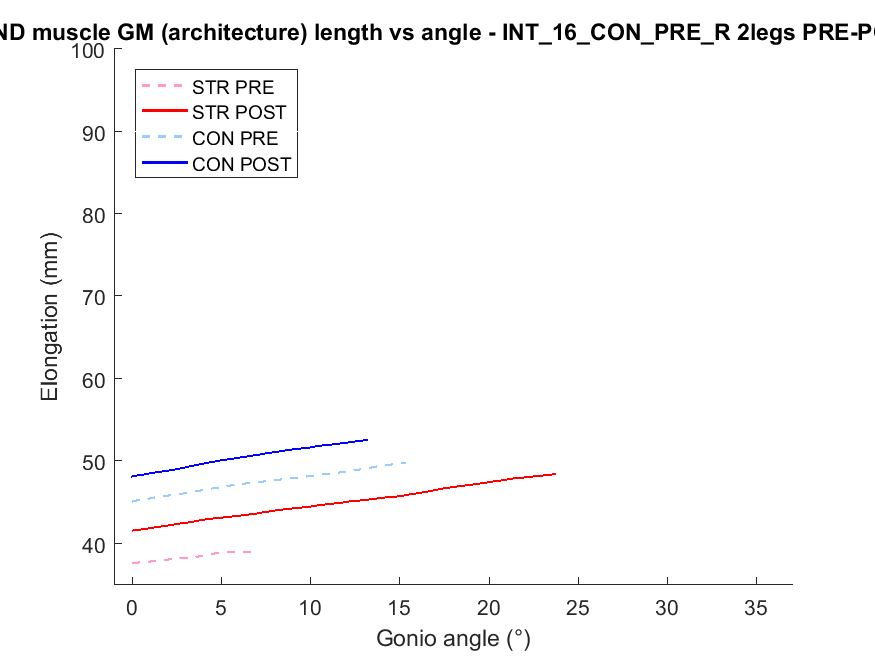 ND muscle GM (architecture) length vs angle - INT_16_CON_PRE_R 2legs PRE-PO
100
90
80
70
60
50
40
Elongation (mm)
STR PRE
STR POST
CON PRE
CON POST
0 5 10 15 20 25 30 35
Gonio angle (°)